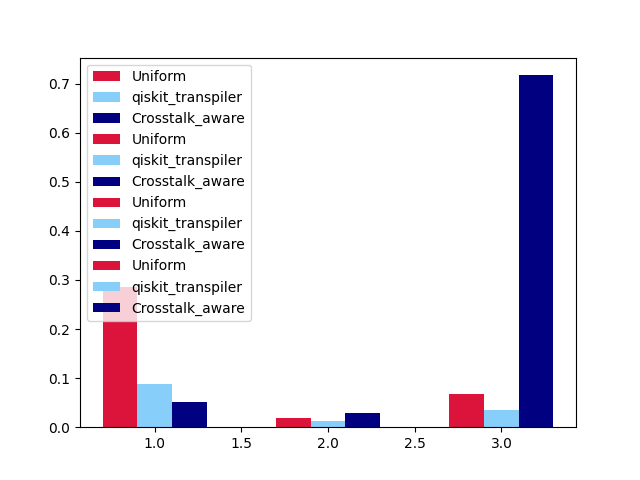 Uniform
qiskit_transpiler
Crosstalk_aware
Uniform
qiskit_transpiler
Crosstalk_aware
Uniform
qiskit_transpiler
Crosstalk_aware
Uniform
qiskit_transpiler
Crosstalk_aware
0.7
0.6
0.5
0.4
0.3
0.2
0.1
0.0
1.0 1.5 2.0 2.5 3.0